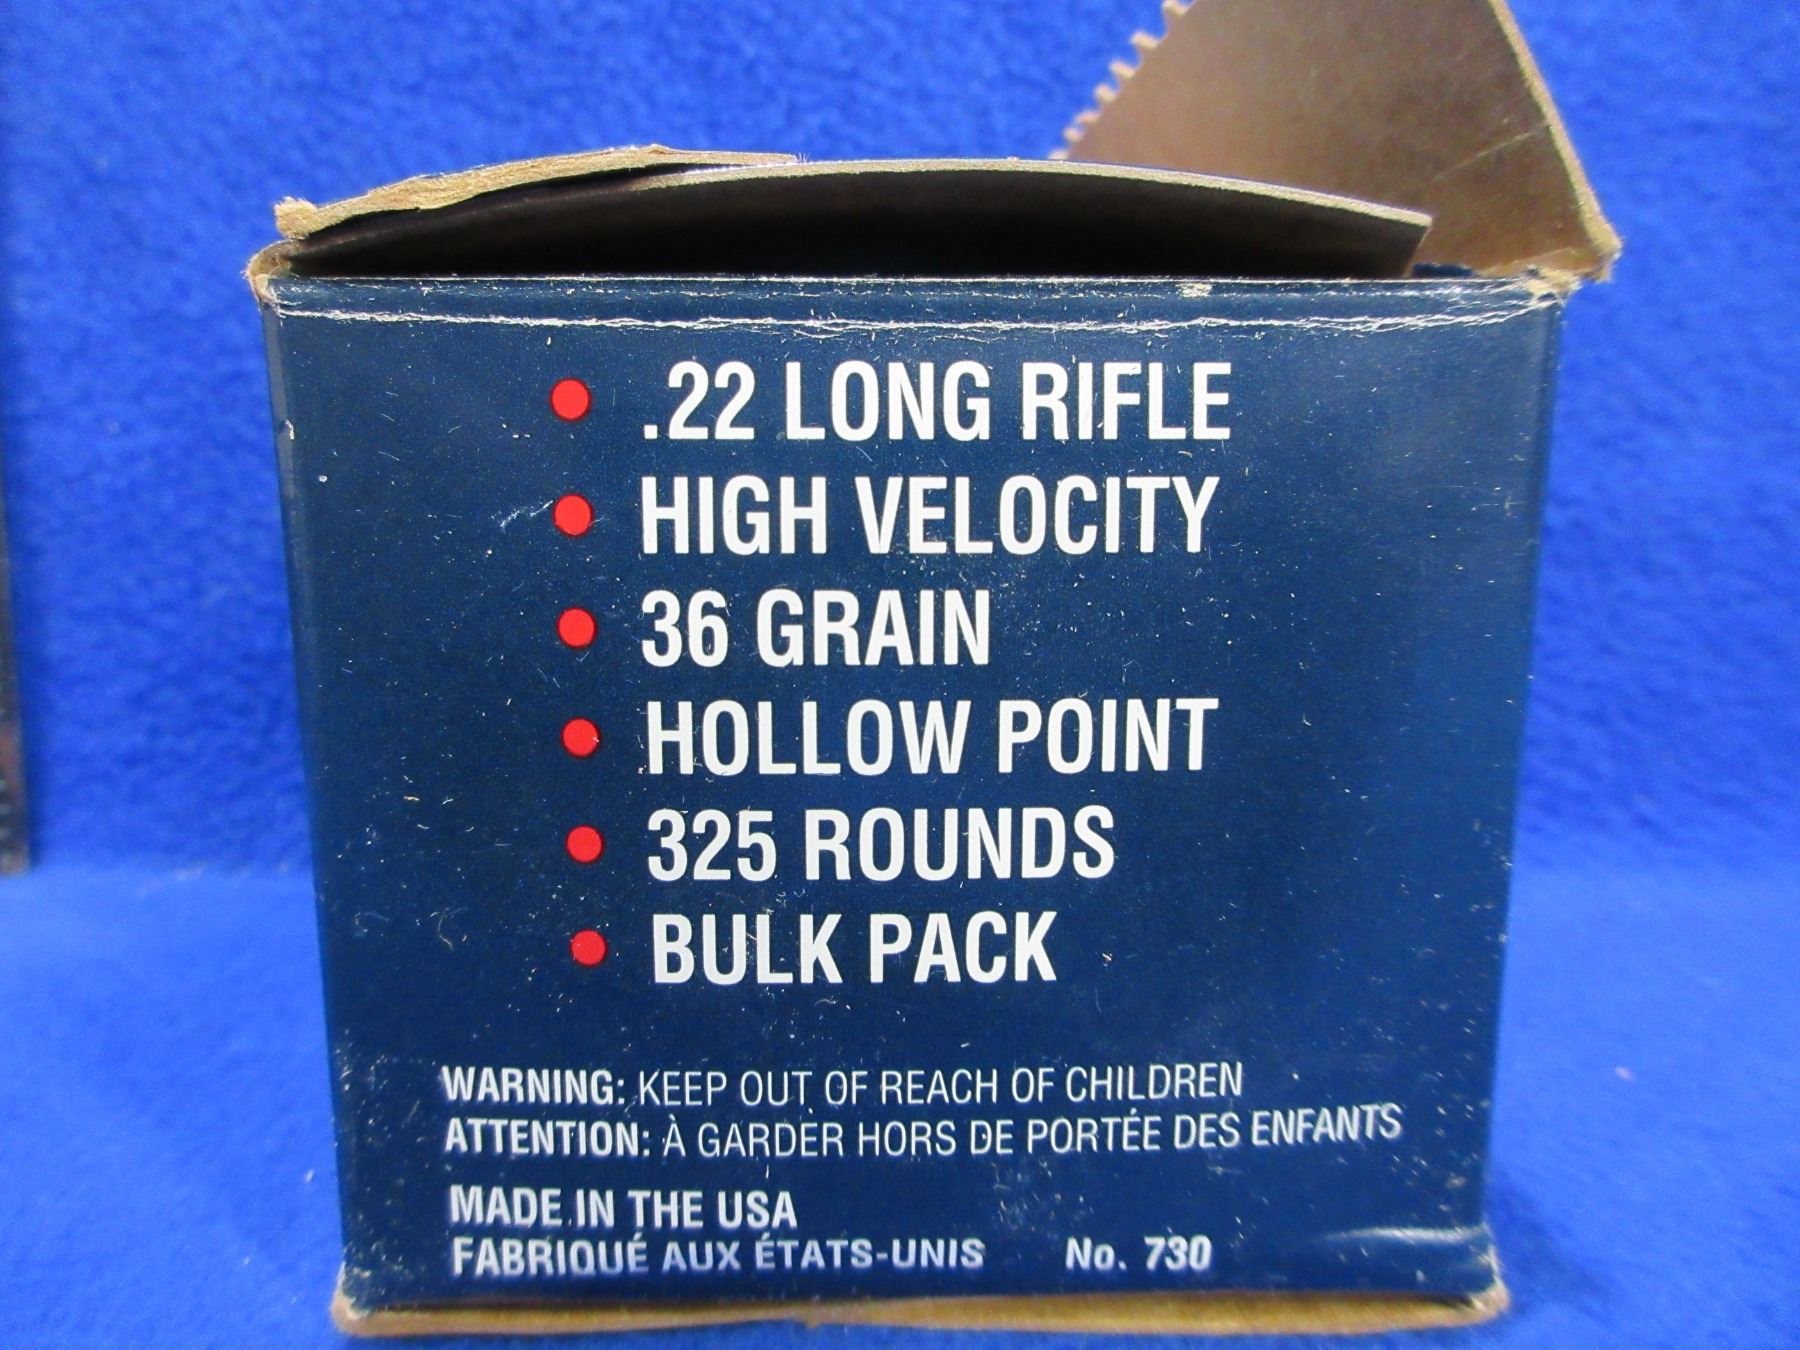 .22 LONG RIFLE
HIGH VELOCITY
36 GRAIN
HOLLOW POINT
325 ROUNDS
BULK PACK
WARNING: KEEP OUT OF REACH OF CHILDREN
ATTENTION: À GARDER HORS DE PORTÉE DES ENFANTS
MADE IN THE USA
FABRIQUÉ AUX ÉTATS-UNIS No. 730